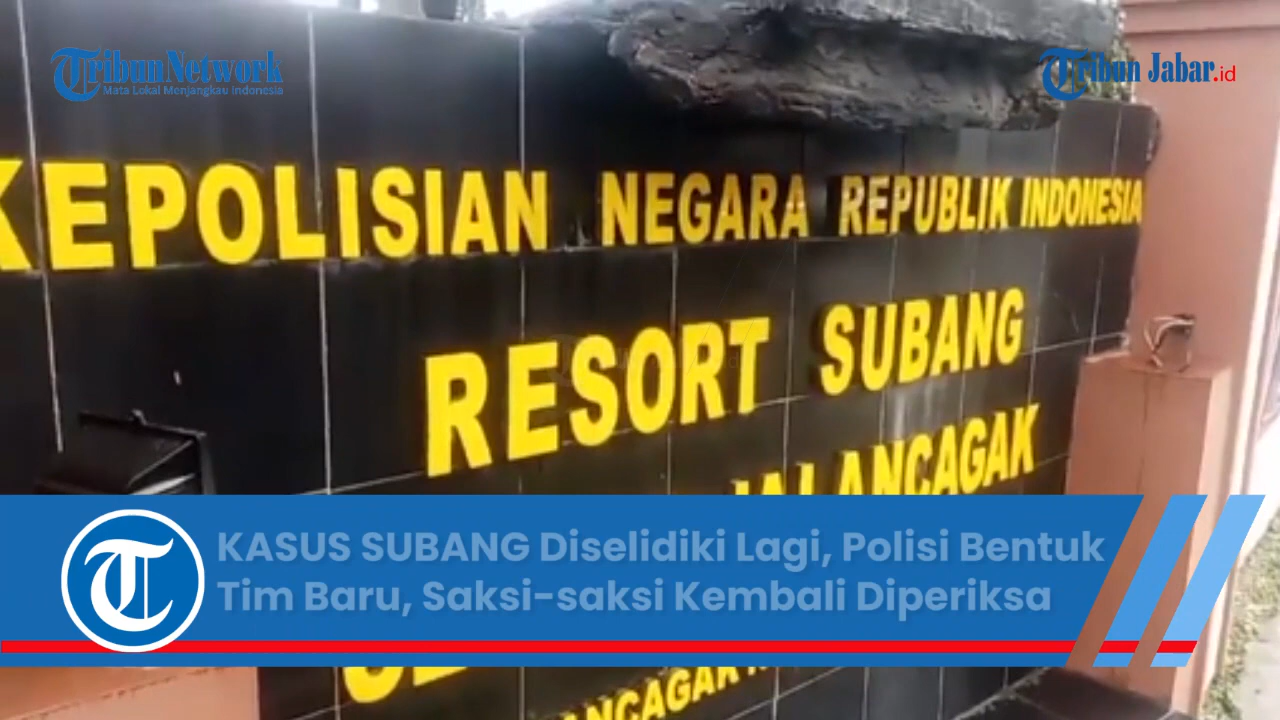 TribunNetwork
Mata Lokal Menjangkau Indonesia
Tribun Jabar.id
KEPOLISIAN NEGARA REPUBLIK INDONESIA
RESORT SUBANG
JALANCAGAK
KASUS SUBANG Diselidiki Lagi, Polisi Bentuk
Tim Baru, Saksi-saksi Kembali Diperiksa